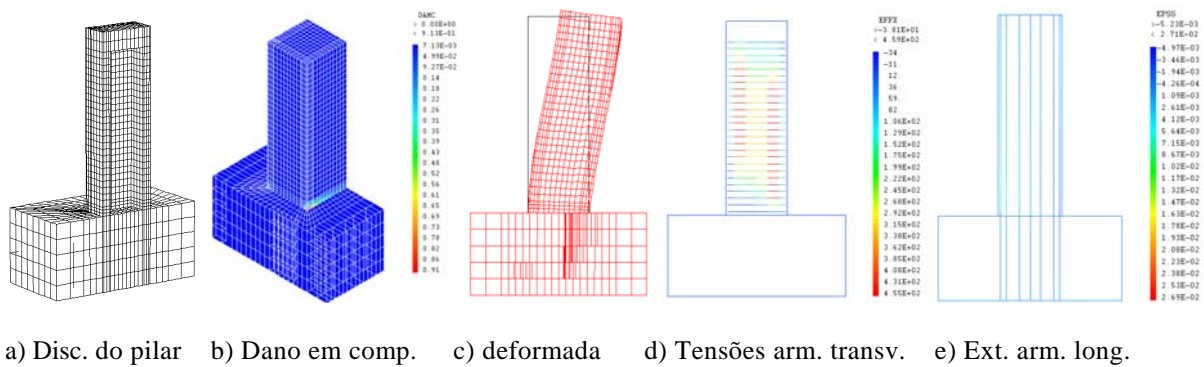 DAMC
> 0.00E+00
< 9.13E-01
7.13E-03
4.99E-02
9.27E-02
0.14
0.18
0.22
0.26
0.31
0.35
0.39
0.43
0.48
0.52
0.56
0.61
0.65
0.69
0.73
0.78
0.82
0.86
0.91
EFFX
>-3.81E+01
< 4.59E+02
-34
-11
12
36
59.
82.
1.06E+02
1.29E+02
1.52E+02
1.75E+02
1.99E+02
2.22E+02
2.45E+02
2.68E+02
2.92E+02
3.15E+02
3.38E+02
3.62E+02
3.85E+02
4.08E+02
4.31E+02
4.55E+02
EPSS
>-5.23E-03
< 2.71E-02
-4.97E-03
-3.46E-03
-1.94E-03
-4.26E-04
1.09E-03
2.61E-03
4.12E-03
5.64E-03
7.15E-03
8.67E-03
1.02E-02
1.17E-02
1.32E-02
1.47E-02
1.63E-02
1.78E-02
1.93E-02
2.08E-02
2.23E-02
2.38E-02
2.53E-02
2.69E-02
a) Disc. do pilar b) Dano em comp. c) deformada d) Tensões arm. transv. e) Ext. arm. long.